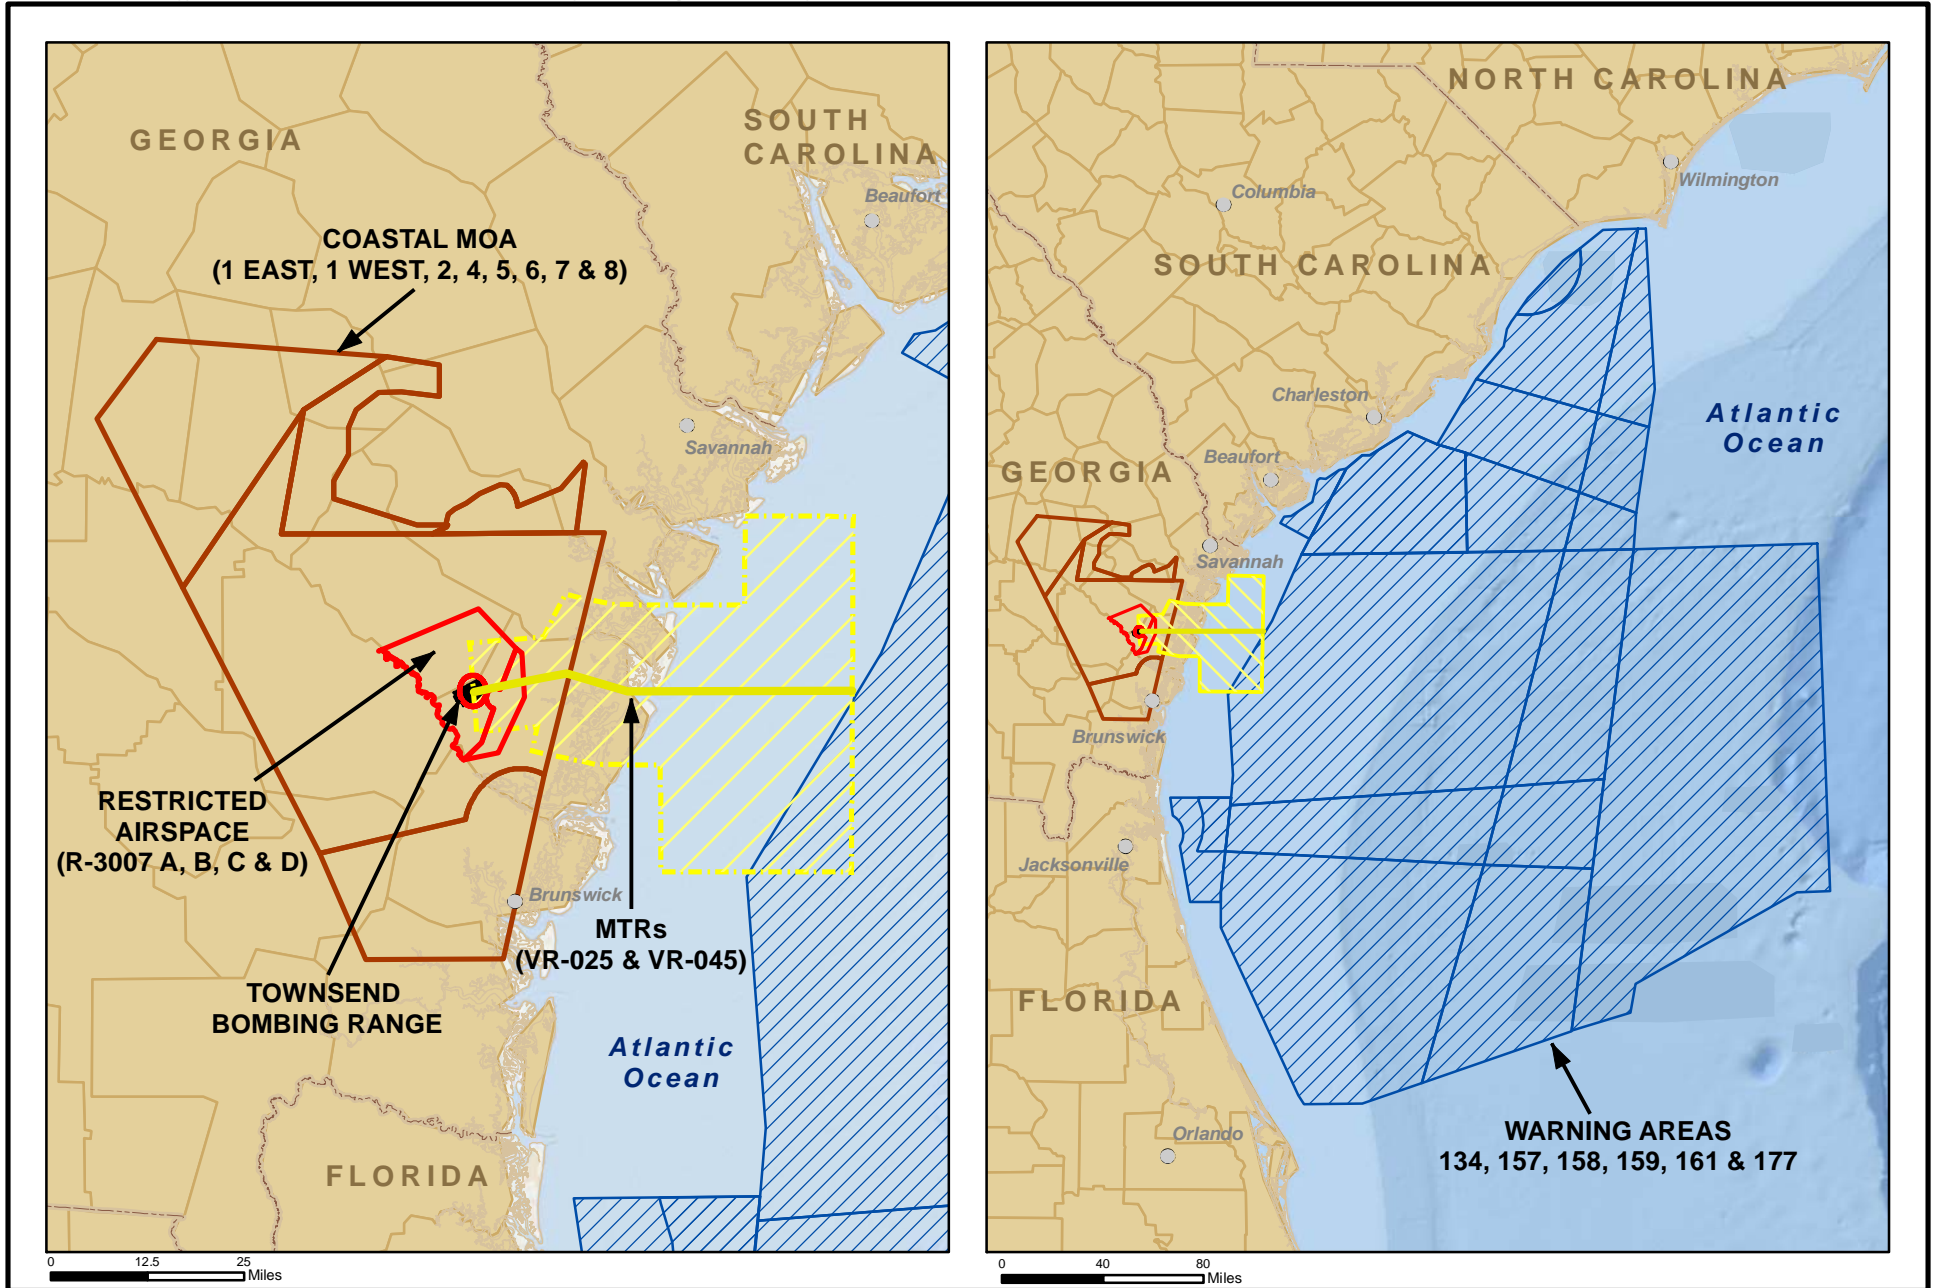 GEORGIA
SOUTH
CAROLINA
Beaufort
COASTAL MOA
(1 EAST, 1 WEST, 2, 4, 5, 6, 7 & 8)
Savannah
RESTRICTED
AIRSPACE
(R-3007 A, B, C & D)
Brunswick
MTRs
(VR-025 & VR-045)
TOWNSEND
BOMBING RANGE
Atlantic
Ocean
FLORIDA
0 12.5 25
Miles
NORTH CAROLINA
Wilmington
Columbia
SOUTH CAROLINA
Charleston
Atlantic
Ocean
Beaufort
GEORGIA
Savannah
Brunswick
Jacksonville
FLORIDA
Orlando
WARNING AREAS
134, 157, 158, 159, 161 & 177
0 40 80
Miles